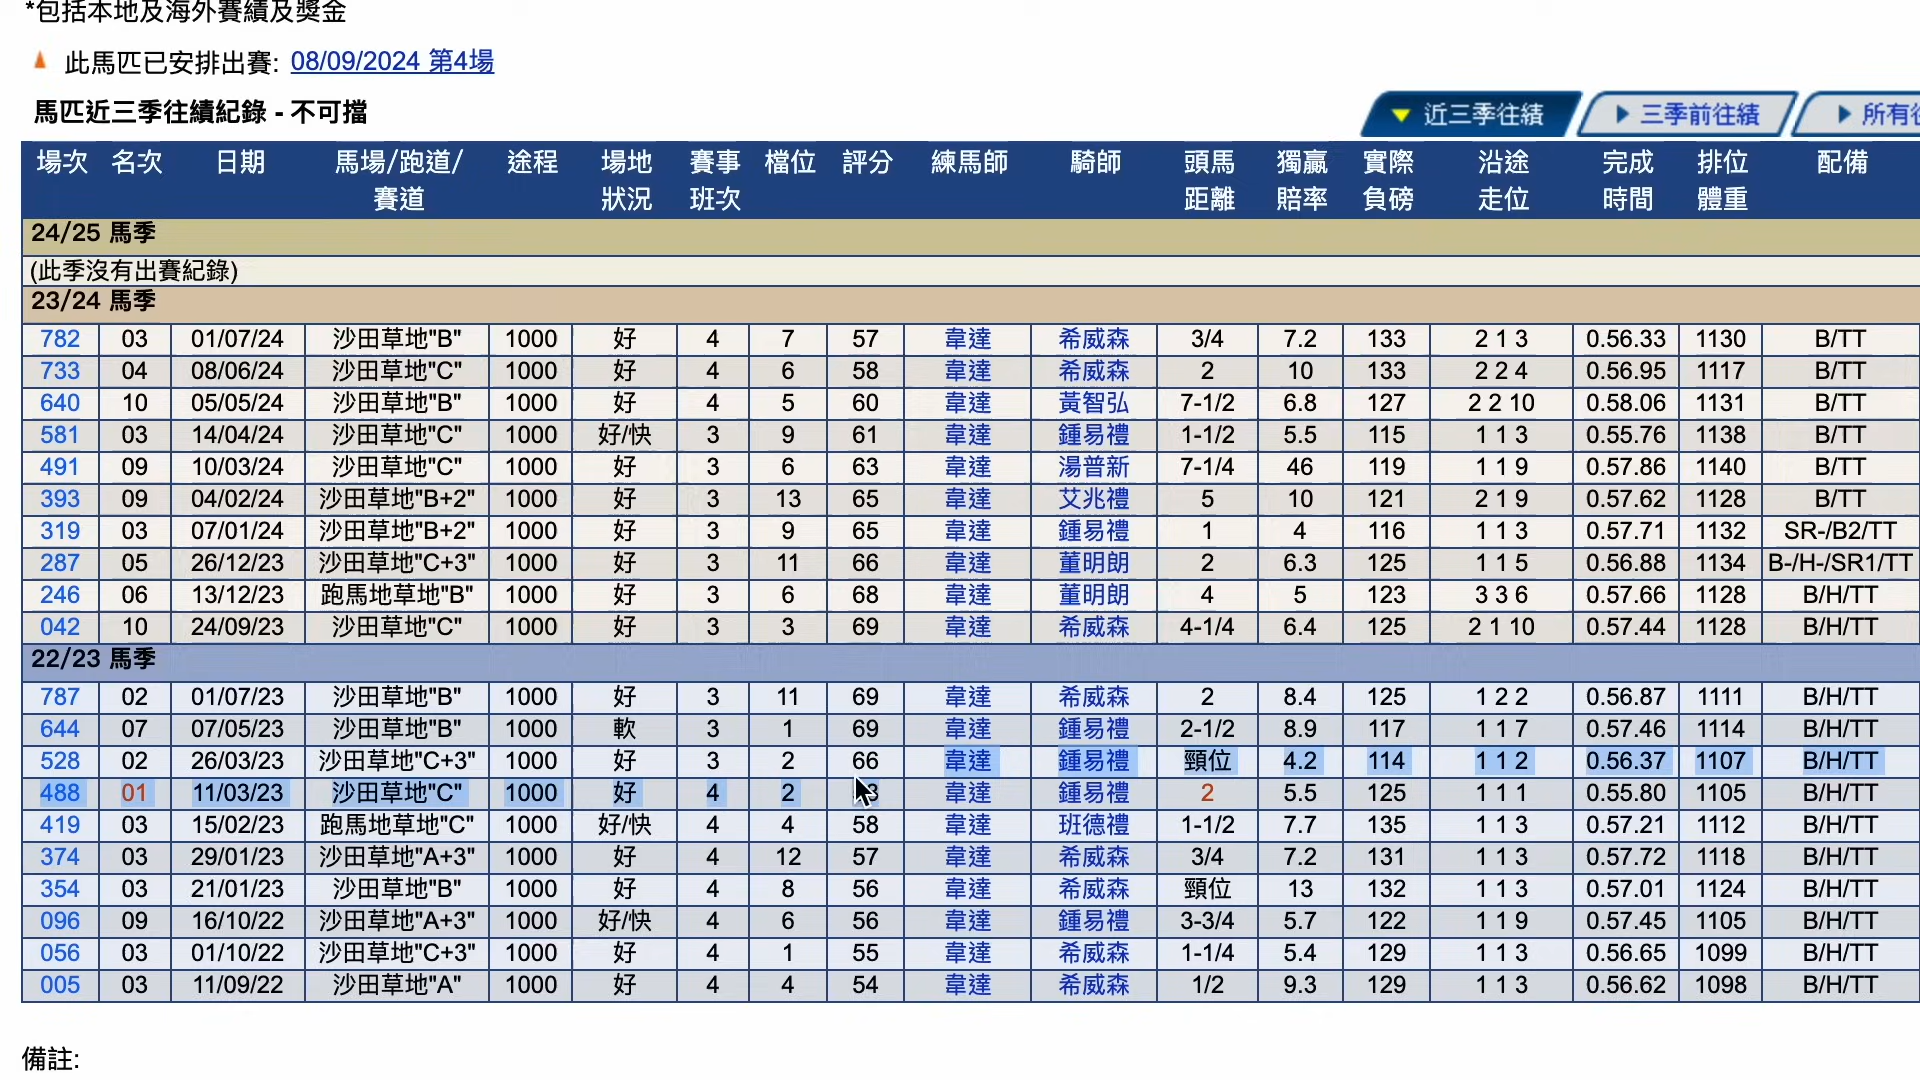 *包括本地及海外賽績及獎金
此馬匹已安排出賽: 08/09/2024 第4場
馬匹近三季往績紀錄 - 不可擋
近三季往績 三季前往績
場次 名次 日期 馬場/跑道/賽道 途程 場地狀況 賽事班次 檔位 評分 練馬師 騎師 頭馬距離 獨贏賠率 實際負磅 沿途走位 完成時間 排位體重 配備
24/25 馬季
(此季沒有出賽紀錄)
23/24 馬季
782 03 01/07/24 沙田草地"B" 1000 好 4 7 57 韋達 希威森 3/4 7.2 133 2 1 3 0.56.33 1130 B/TT
733 04 08/06/24 沙田草地"C" 1000 好 4 6 58 韋達 希威森 2 10 133 2 2 4 0.56.95 1117 B/TT
640 10 05/05/24 沙田草地"B" 1000 好 4 5 60 韋達 黃智弘 7-1/2 6.8 127 2 2 10 0.58.06 1131 B/TT
581 03 14/04/24 沙田草地"C" 1000 好/快 3 9 61 韋達 鍾易禮 1-1/2 5.5 115 1 1 3 0.55.76 1138 B/TT
491 09 10/03/24 沙田草地"C" 1000 好 3 6 63 韋達 湯普新 7-1/4 46 119 1 1 9 0.57.86 1140 B/TT
393 09 04/02/24 沙田草地"B+2" 1000 好 3 13 65 韋達 艾兆禮 5 10 121 2 1 9 0.57.62 1128 B/TT
319 03 07/01/24 沙田草地"B+2" 1000 好 3 9 65 韋達 鍾易禮 1 4 116 1 1 3 0.57.71 1132 SR-/B2/TT
287 05 26/12/23 沙田草地"C+3" 1000 好 3 11 66 韋達 董明朗 2 6.3 125 1 1 5 0.56.88 1134 B-/H-/SR1/TT
246 06 13/12/23 跑馬地草地"B" 1000 好 3 6 68 韋達 董明朗 4 5 123 3 3 6 0.57.66 1128 B/H/TT
042 10 24/09/23 沙田草地"C" 1000 好 3 3 69 韋達 希威森 4-1/4 6.4 125 2 1 10 0.57.44 1128 B/H/TT
22/23 馬季
787 02 01/07/23 沙田草地"B" 1000 好 3 11 69 韋達 希威森 2 8.4 125 1 2 2 0.56.87 1111 B/H/TT
644 07 07/05/23 沙田草地"B" 1000 軟 3 1 69 韋達 鍾易禮 2-1/2 8.9 117 1 1 7 0.57.46 1114 B/H/TT
528 02 26/03/23 沙田草地"C+3" 1000 好 3 2 66 韋達 鍾易禮 頸位 4.2 114 1 1 2 0.56.37 1107 B/H/TT
488 01 11/03/23 沙田草地"C" 1000 好 4 2 韋達 鍾易禮 2 5.5 125 1 1 1 0.55.80 1105 B/H/TT
419 03 15/02/23 跑馬地草地"C" 1000 好/快 4 4 58 韋達 班德禮 1-1/2 7.7 135 1 1 3 0.57.21 1112 B/H/TT
374 03 29/01/23 沙田草地"A+3" 1000 好 4 12 57 韋達 希威森 3/4 7.2 131 1 1 3 0.57.72 1118 B/H/TT
354 03 21/01/23 沙田草地"B" 1000 好 4 8 56 韋達 希威森 頸位 13 132 1 1 3 0.57.01 1124 B/H/TT
096 09 16/10/22 沙田草地"A+3" 1000 好/快 4 6 56 韋達 鍾易禮 3-3/4 5.7 122 1 1 9 0.57.45 1105 B/H/TT
056 03 01/10/22 沙田草地"C+3" 1000 好 4 1 55 韋達 希威森 1-1/4 5.4 129 1 1 3 0.56.65 1099 B/H/TT
005 03 11/09/22 沙田草地"A" 1000 好 4 4 54 韋達 希威森 1/2 9.3 129 1 1 3 0.56.62 1098 B/H/TT
備註: